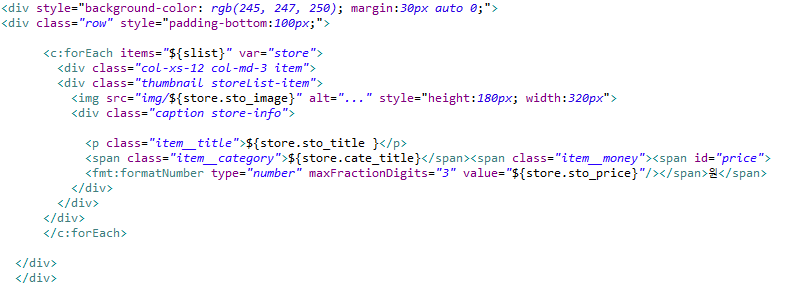 <div style="background-color: rgb(245, 247, 250); margin:30px auto 0;">
<div class="row" style="padding-bottom:100px;">
<c:forEach items="${slist}" var="store">
<div class="col-xs-12 col-md-3 item">
<div class="thumbnail storeList-item">
<img src="img/${store.sto_image}" alt="..." style="height:180px; width:320px">
<div class="caption store-info">
<p class="item__title">${store.sto_title }</p>
<span class="item__category">${store.cate_title}</span><span class="item__money"><span id="price">
<fmt:formatNumber type="number" maxFractionDigits="3" value="${store.sto_price}"/></span>원</span>
</div>
</div>
</div>
</c:forEach>
</div>
</div>